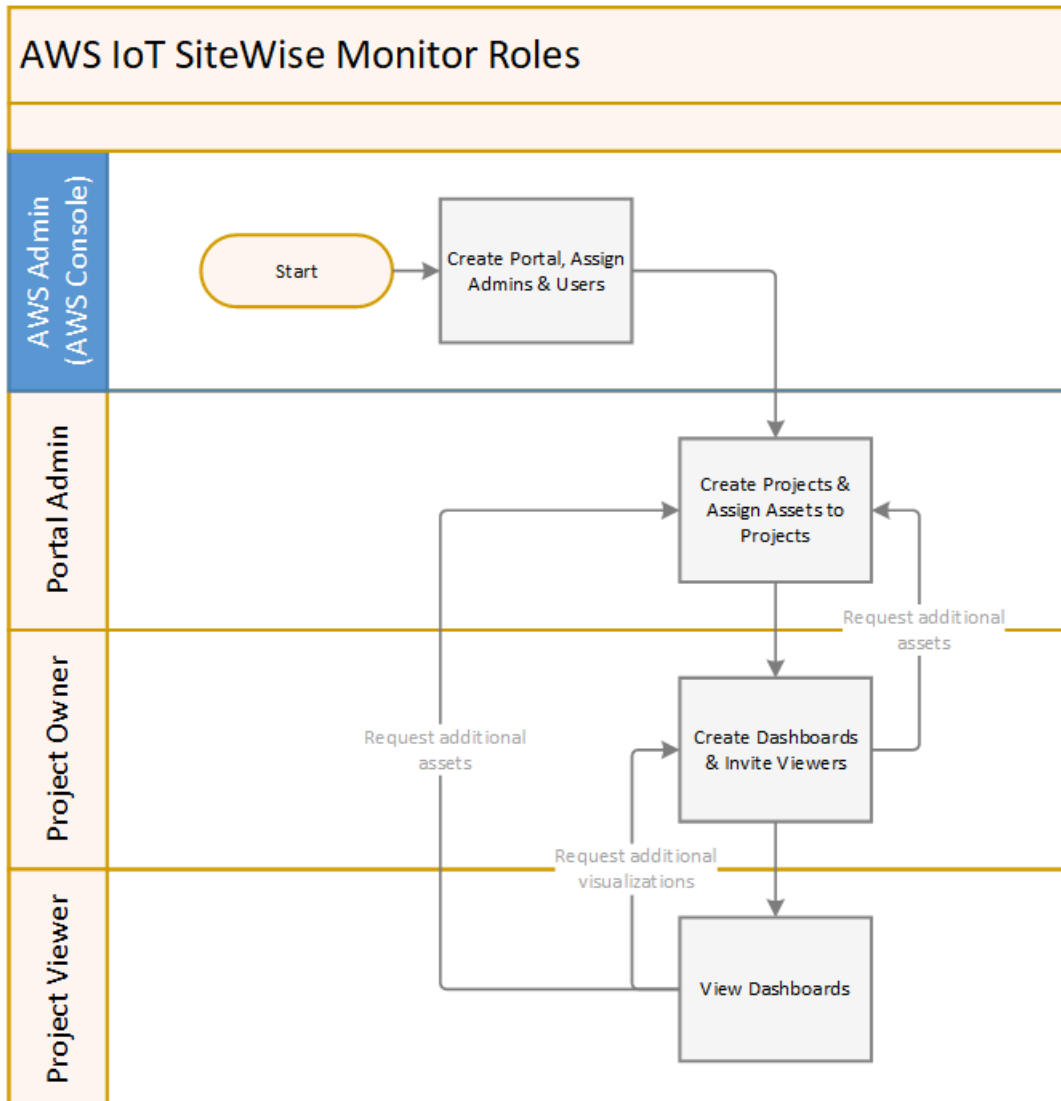 AWS IoT SiteWise Monitor Roles
AWS Admin
(AWS Console)
Start
Create Portal, Assign
Admins & Users
Portal Admin
Create Projects &
Assign Assets to
Projects
Request additional
assets
Project Owner
Request additional
assets
Create Dashboards
& Invite Viewers
Request additional
visualizations
Project Viewer
View Dashboards